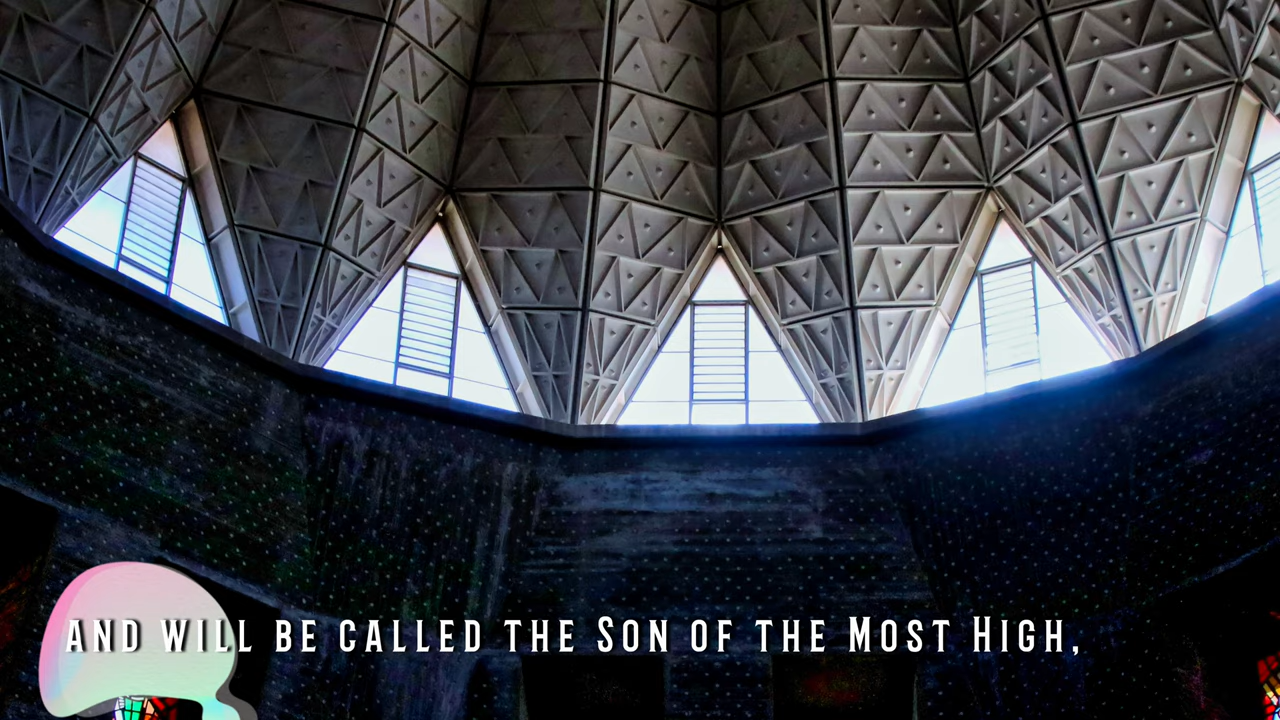 and will be called the Son of the Most High,